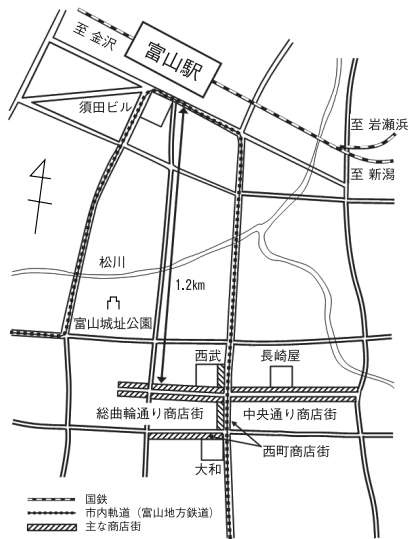 至 金沢
富山駅
須田ビル
至 岩瀬浜
至 新潟
松川
1.2km
富山城址公園
西武
長崎屋
総曲輪通り商店街
中央通り商店街
西町商店街
大和
国鉄
市内軌道（富山地方鉄道）
主な商店街